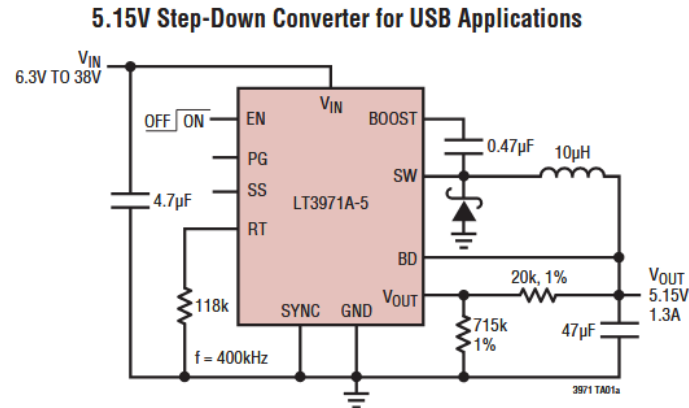 5.15V Step-Down Converter for USB Applications
VIN
6.3V TO 38V
OFF ON
EN
VIN
BOOST
0.47µF
10µH
PG
SW
4.7µF
SS
LT3971A-5
RT
BD
20k, 1%
VOUT
5.15V
1.3A
VOUT
118k
SYNC GND
715k
1%
47µF
f = 400kHz
3971 TA01a